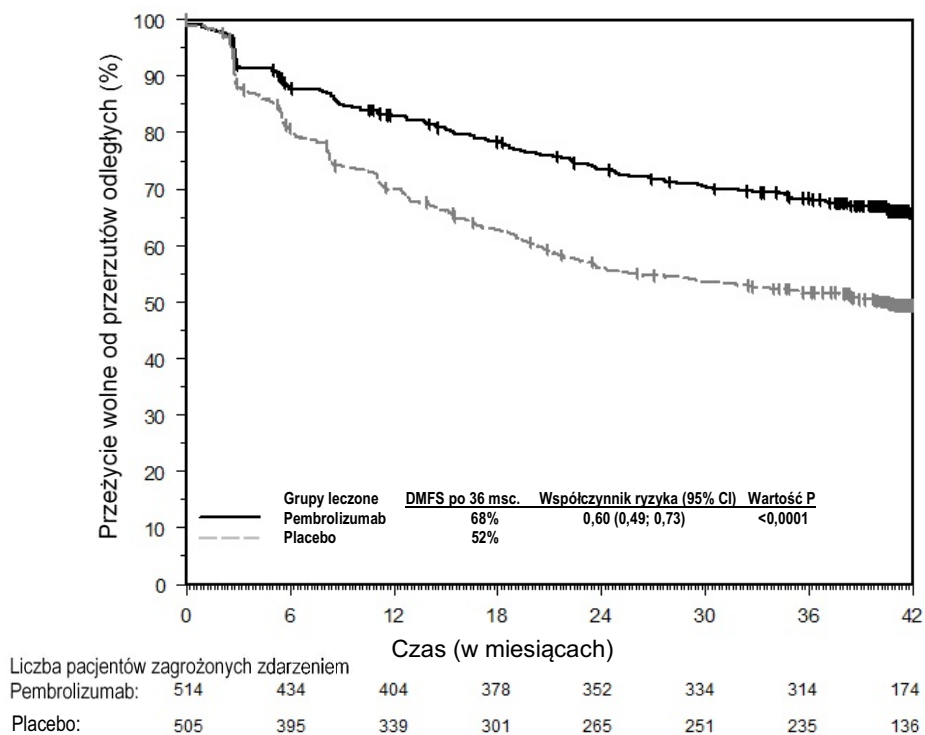 Przeżycie wolne od przerzutów odległych (%)
100
90
80
70
60
50
40
30
20
10
0
Grupy leczone DMFS po 36 msc. Współczynnik ryzyka (95% CI) Wartość P
Pembrolizumab 68% 0,60 (0,49; 0,73) <0,0001
Placebo 52%
0 6 12 18 24 30 36 42
Czas (w miesiącach)
Liczba pacjentów zagrożonych zdarzeniem
Pembrolizumab: 514 434 404 378 352 334 314 174
Placebo: 505 395 339 301 265 251 235 136